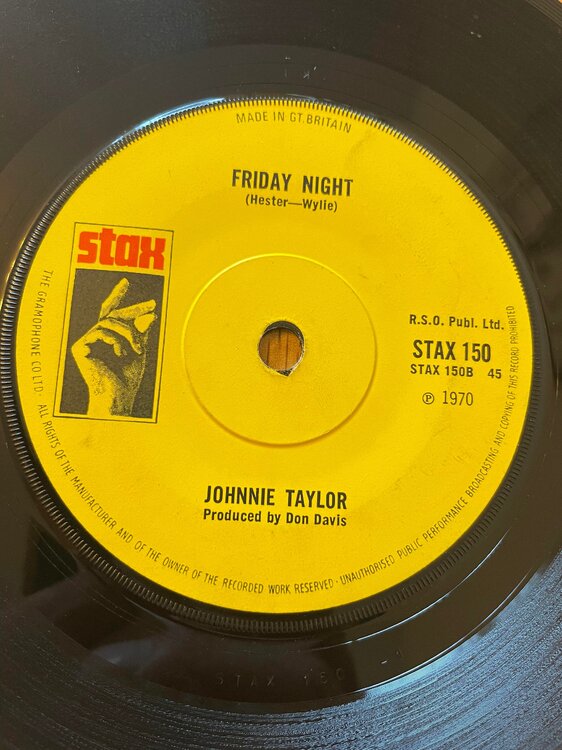 MADE IN GT. BRITAIN
FRIDAY NIGHT
(Hester—Wylie)
stax
R.S.O. Publ. Ltd.
STAX 150
STAX 150B 45
℗ 1970
JOHNNIE TAYLOR
Produced by Don Davis
THE GRAMOPHONE CO LTD · ALL RIGHTS OF THE MANUFACTURER AND OF THE OWNER OF THE RECORDED WORK RESERVED · UNAUTHORISED PUBLIC PERFORMANCE BROADCASTING AND COPYING OF THIS RECORD PROHIBITED
STAX 150